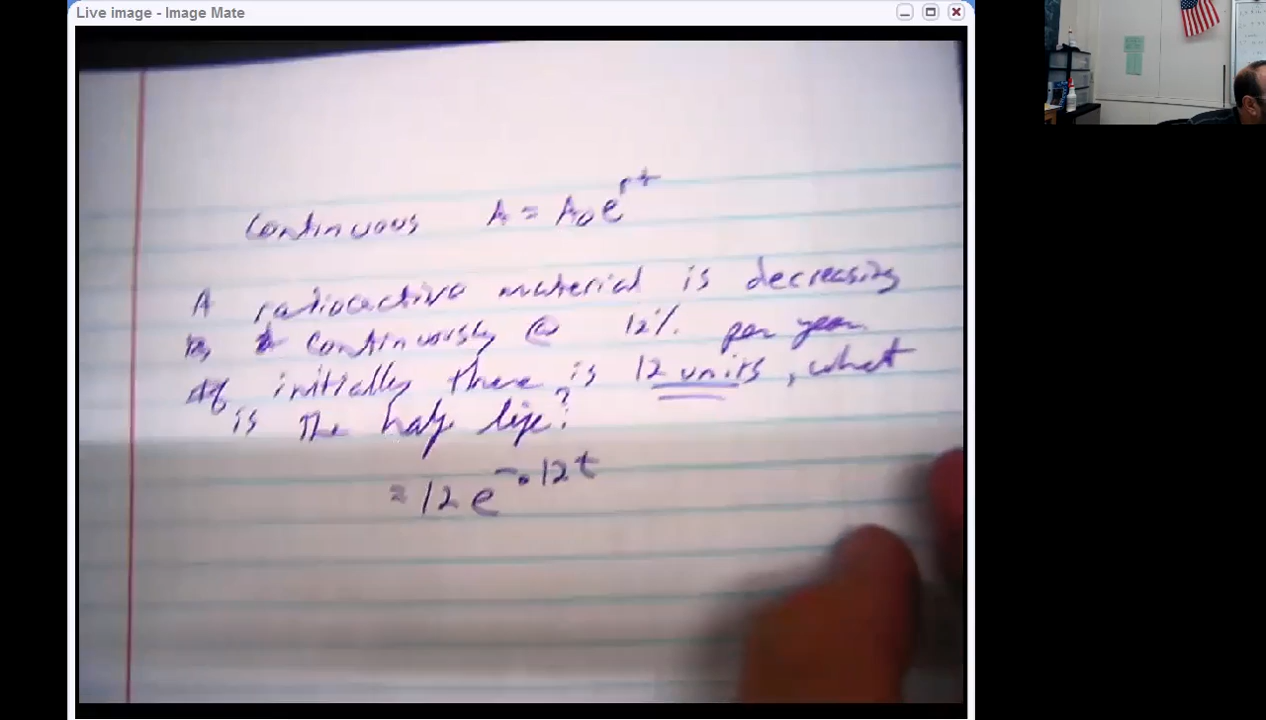 Live image - Image Mate
Continuous A = A₀e^rt
A radioactive material is decreasing
continuously @ 12% per year
If initially there is 12 units, what
is the half life?
= 12e^-.12t